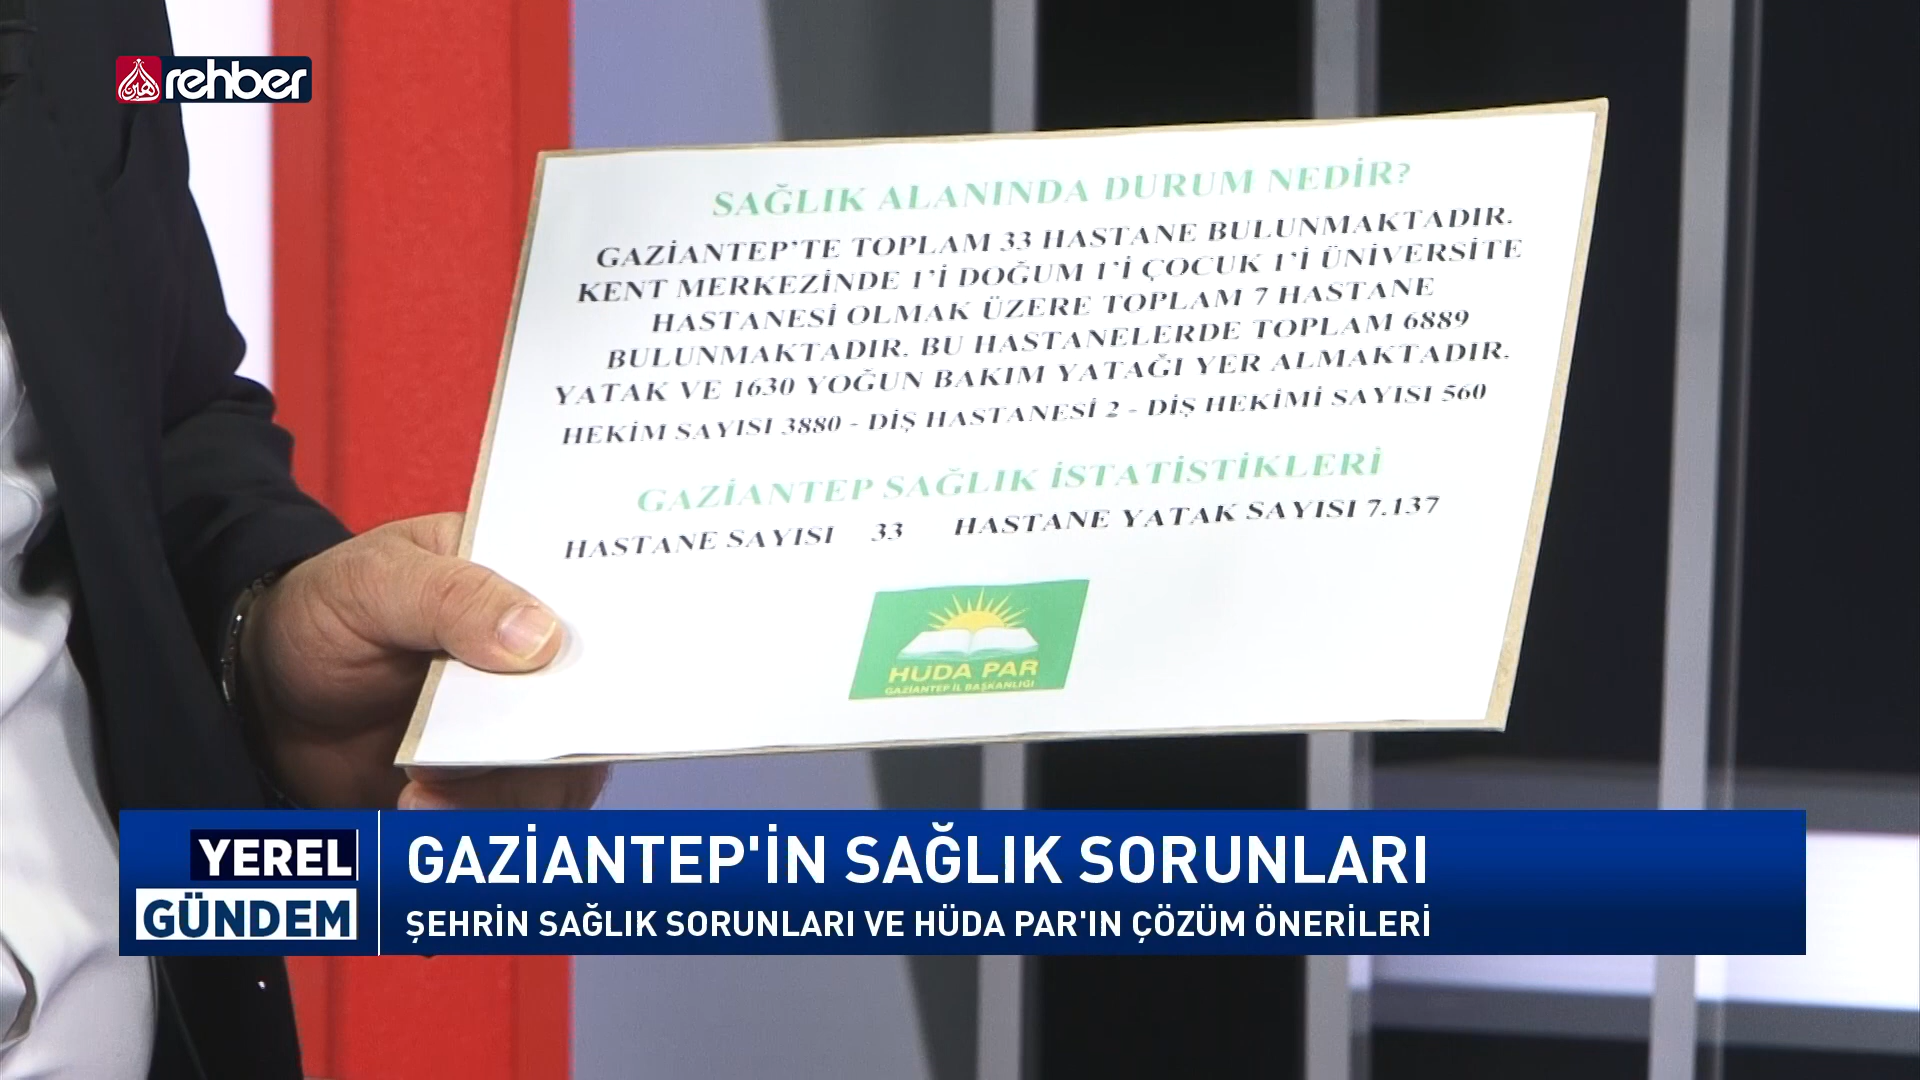 rehber
SAĞLIK ALANINDA DURUM NEDİR?
GAZİANTEP'TE TOPLAM 33 HASTANE BULUNMAKTADIR.
KENT MERKEZİNDE 1'İ DOĞUM 1'İ ÇOCUK 1'İ ÜNİVERSİTE
HASTANESİ OLMAK ÜZERE TOPLAM 7 HASTANE
BULUNMAKTADIR. BU HASTANELERDE TOPLAM 6889
YATAK VE 1630 YOĞUN BAKIM YATAĞI YER ALMAKTADIR.
HEKİM SAYISI 3880 - DİŞ HASTANESİ 2 - DİŞ HEKİMİ SAYISI 560
GAZİANTEP SAĞLIK İSTATİSTİKLERİ
HASTANE SAYISI 33 HASTANE YATAK SAYISI 7.137
HÜDA PAR
GAZİANTEP İL BAŞKANLIĞI
YEREL
GÜNDEM
GAZİANTEP'İN SAĞLIK SORUNLARI
ŞEHRİN SAĞLIK SORUNLARI VE HÜDA PAR'IN ÇÖZÜM ÖNERİLERİ